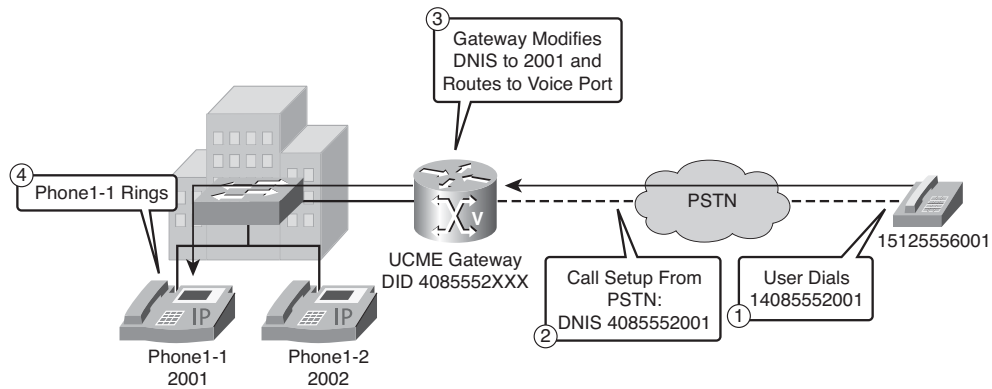 3
Gateway Modifies
DNIS to 2001 and
Routes to Voice Port
4
Phone1-1 Rings
V
PSTN
15125556001
UCME Gateway
DID 4085552XXX
Call Setup From
PSTN:
DNIS 4085552001
2
User Dials
14085552001
1
IP
IP
Phone1-1
2001
Phone1-2
2002